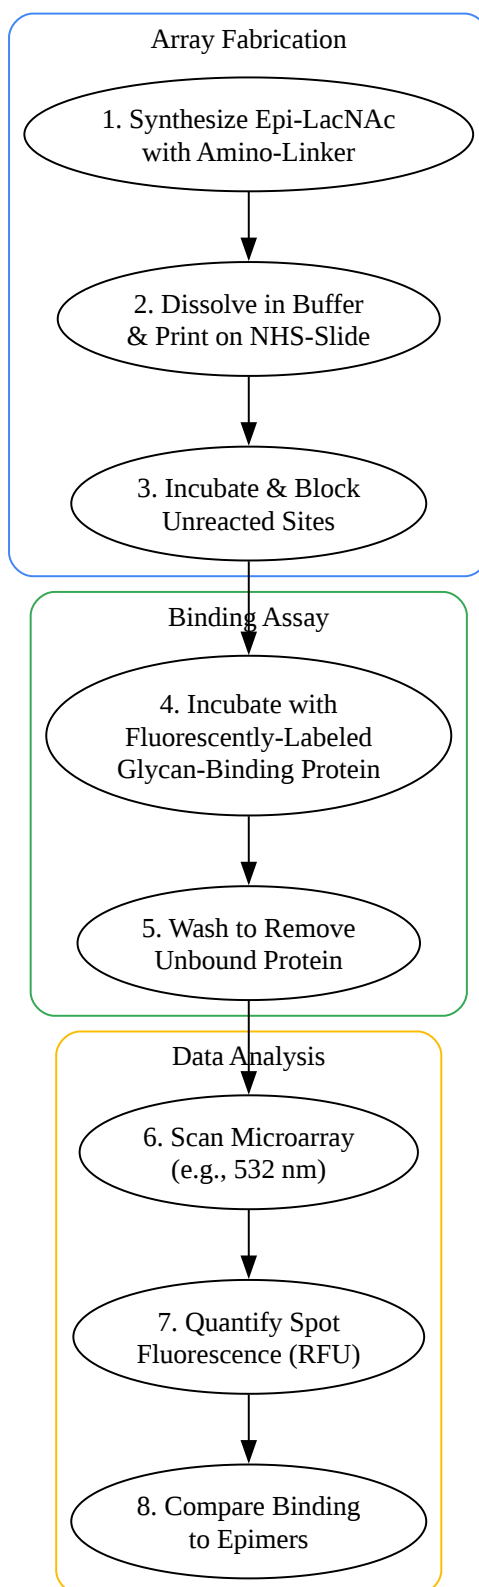 Array Fabrication
1. Synthesize Epi-LacNAc
with Amino-Linker
2. Dissolve in Buffer
& Print on NHS-Slide
3. Incubate & Block
Unreacted Sites
Binding Assay
4. Incubate with
Fluorescently-Labeled
Glycan-Binding Protein
5. Wash to Remove
Unbound Protein
Data Analysis
6. Scan Microarray
(e.g., 532 nm)
7. Quantify Spot
Fluorescence (RFU)
8. Compare Binding
to Epimers